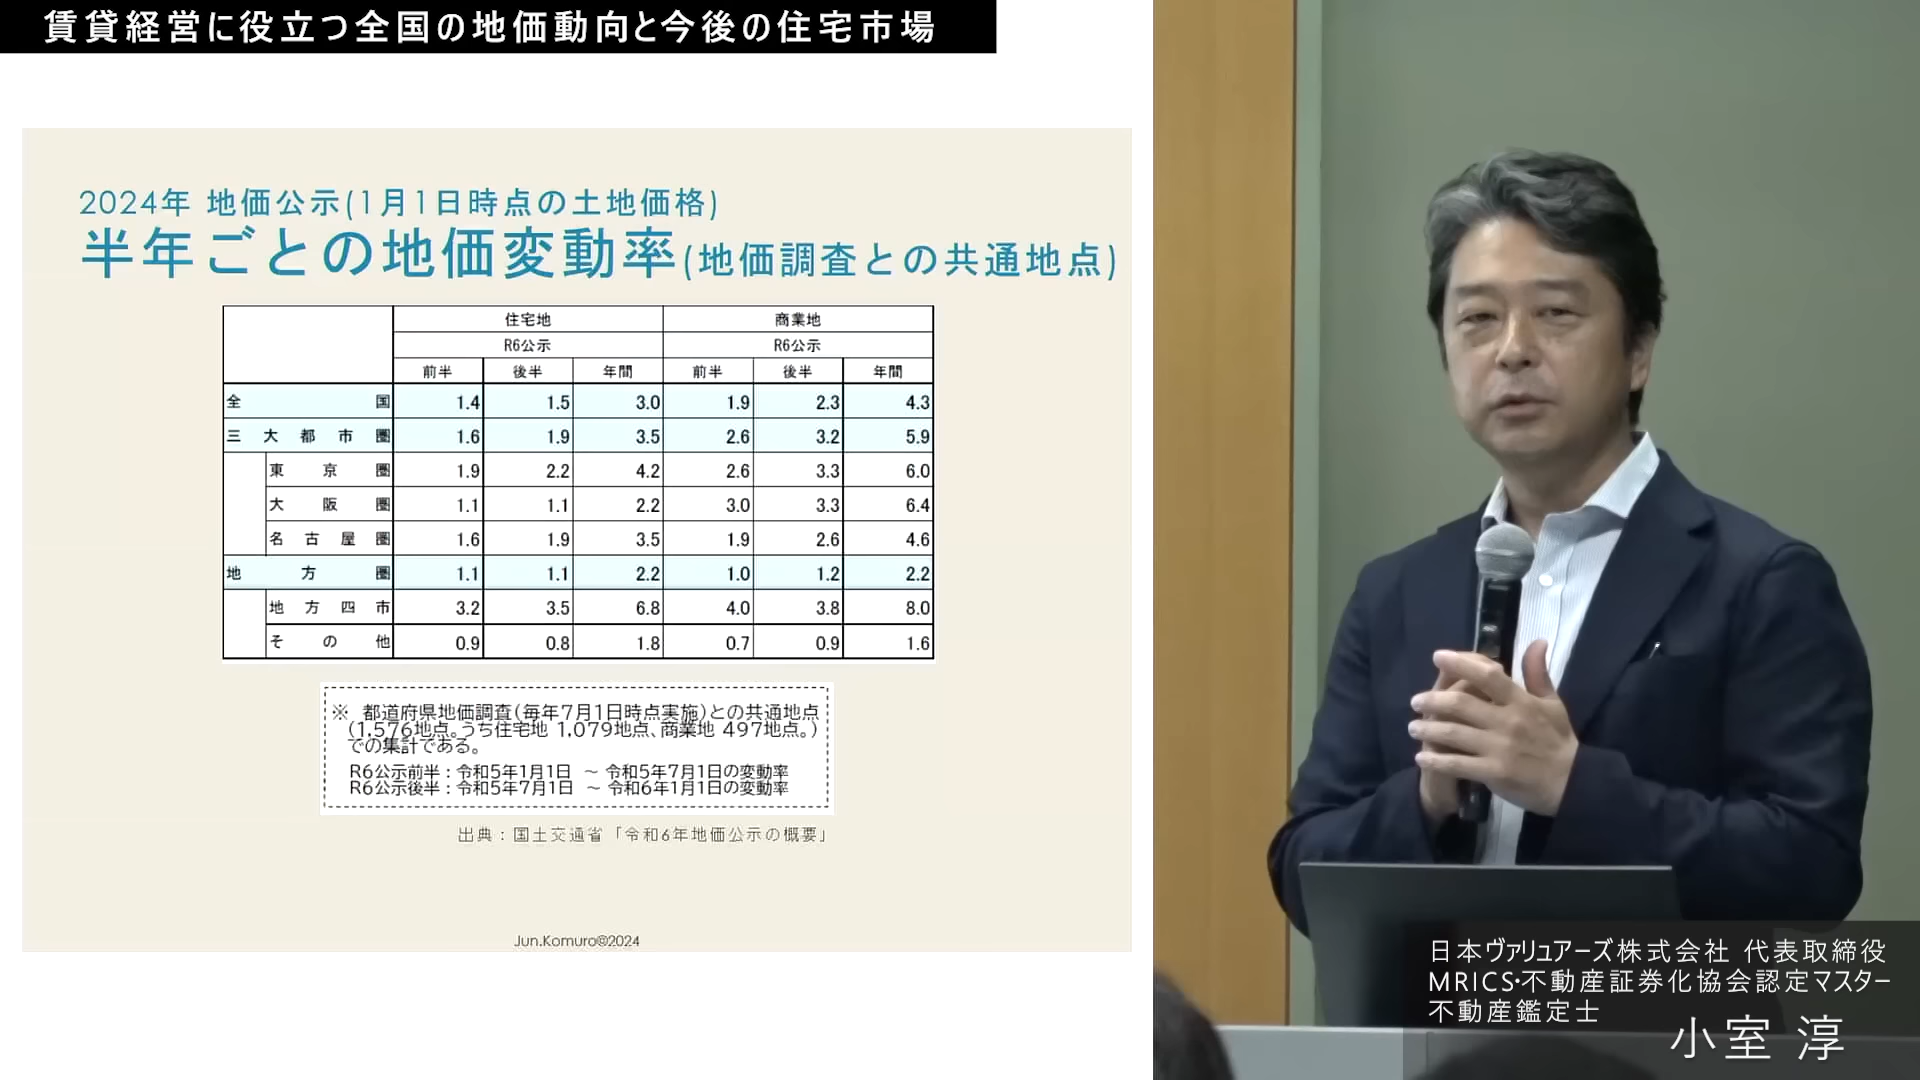 賃貸経営に役立つ全国の地価動向と今後の住宅市場
2024年 地価公示(1月1日時点の土地価格)
半年ごとの地価変動率(地価調査との共通地点)
住宅地 商業地
R6公示 R6公示
前半 後半 年間 前半 後半 年間
全国 1.4 1.5 3.0 1.9 2.3 4.3
三大都市圏 1.6 1.9 3.5 2.6 3.2 5.9
東京圏 1.9 2.2 4.2 2.6 3.3 6.0
大阪圏 1.1 1.1 2.2 3.0 3.3 6.4
名古屋圏 1.6 1.9 3.5 1.9 2.6 4.6
地方圏 1.1 1.1 2.2 1.0 1.2 2.2
地方四市 3.2 3.5 6.8 4.0 3.8 8.0
その他 0.9 0.8 1.8 0.7 0.9 1.6
※ 都道府県地価調査(毎年7月1日時点実施)との共通地点
(1,576地点。うち住宅地 1,079地点、商業地 497地点。)
での集計である。
R6公示前半:令和5年1月1日 ~ 令和5年7月1日の変動率
R6公示後半:令和5年7月1日 ~ 令和6年1月1日の変動率
出典:国土交通省「令和6年地価公示の概要」
Jun.Komuro©2024
日本ヴァリュアーズ株式会社 代表取締役
MRICS・不動産証券化協会認定マスター
不動産鑑定士
小室 淳